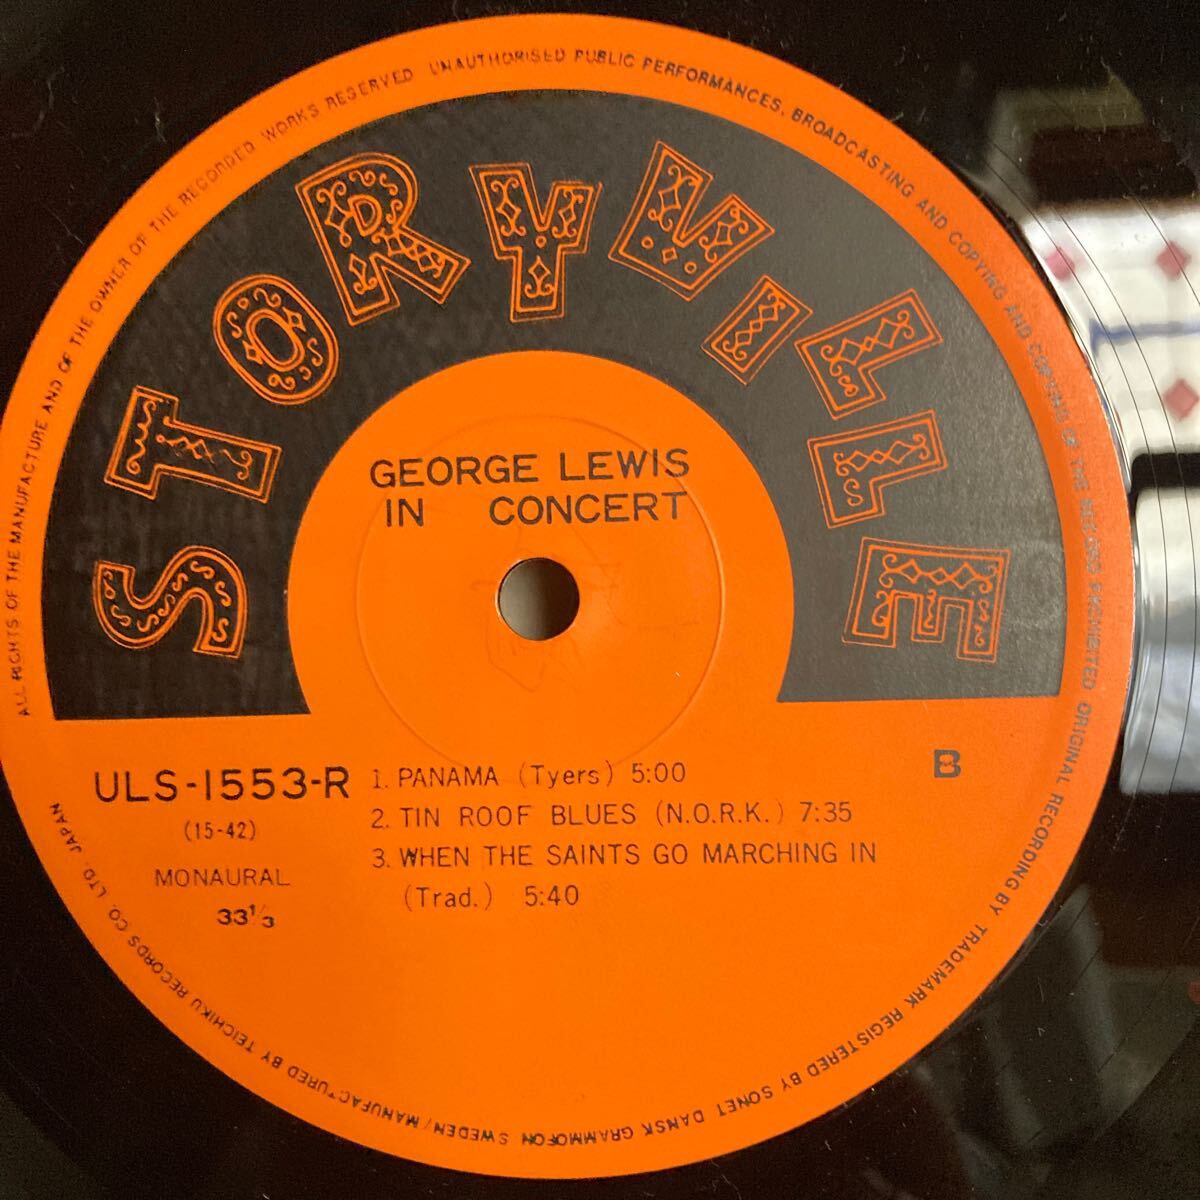 ALL RIGHTS OF THE MANUFACTURE AND OF THE OWNER OF THE RECORDED WORKS RESERVED UNAUTHORISED PUBLIC PERFORMANCES, BROADCASTING AND COPYING AND COPYING OF THE PROHIBITED ORIGINAL RECORDING BY TRADEMARK REGISTERED BY SONET DANSK GRAMMOFON SWEDEN/MANUFACTURED BY TEICHIKU RECORDS CO. LTD. JAPAN
STORYVILLE
GEORGE LEWIS
IN CONCERT
ULS-1553-R
(15-42)
MONAURAL
33⅓
B
1. PANAMA (Tyers) 5:00
2. TIN ROOF BLUES (N.O.R.K.) 7:35
3. WHEN THE SAINTS GO MARCHING IN
(Trad.) 5:40